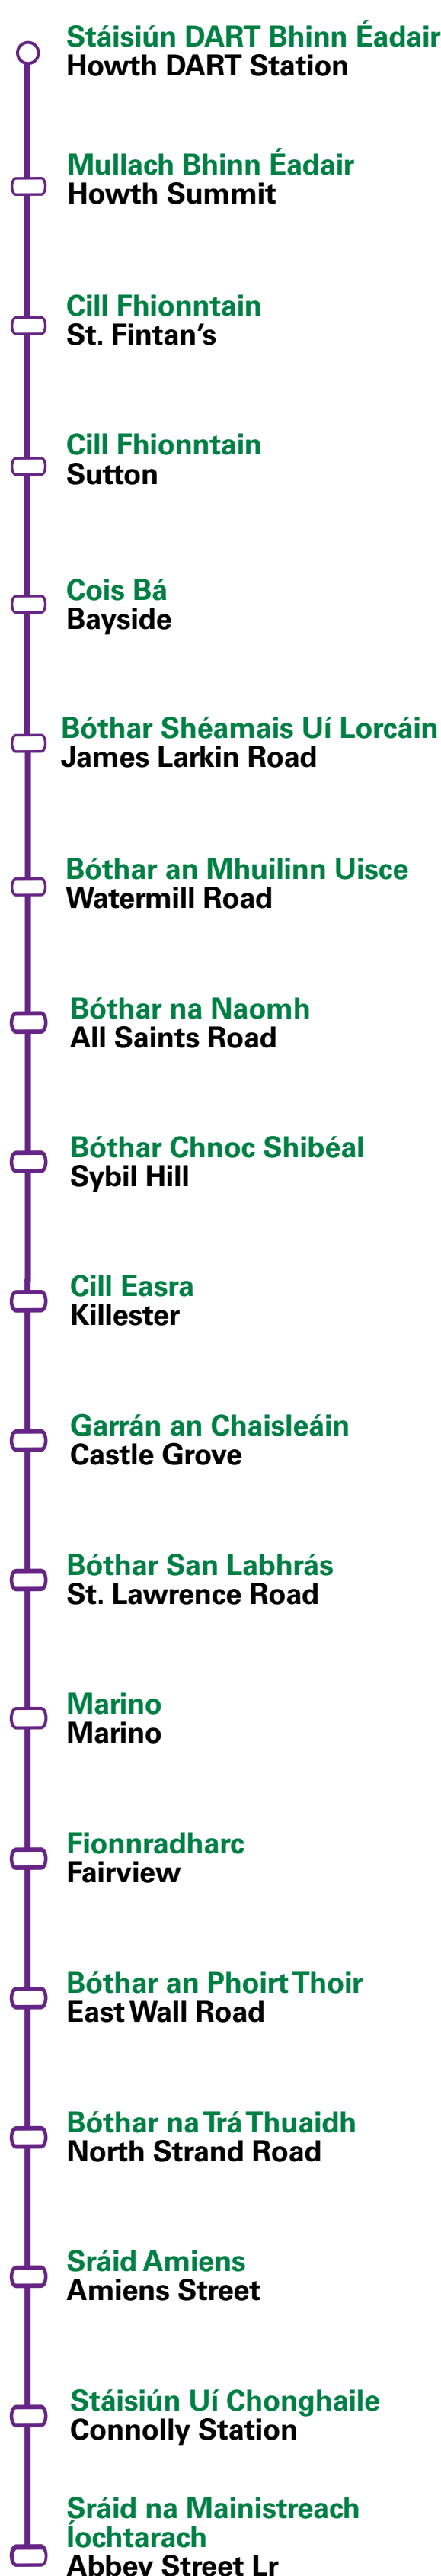 Stáisiún DART Bhinn Éadair
Howth DART Station
Mullach Bhinn Éadair
Howth Summit
Cill Fhionntain
St. Fintan’s
Cill Fhionntain
Sutton
Cois Bá
Bayside
Bóthar Shéamais Uí Lorcáin
James Larkin Road
Bóthar an Mhuilinn Uisce
Watermill Road
Bóthar na Naomh
All Saints Road
Bóthar Chnoc Shibéal
Sybil Hill
Cill Easra
Killester
Garrán an Chaisleáin
Castle Grove
Bóthar San Labhrás
St. Lawrence Road
Marino
Marino
Fionnradharc
Fairview
Bóthar an Phoirt Thoir
East Wall Road
Bóthar na Trá Thuaidh
North Strand Road
Sráid Amiens
Amiens Street
Stáisiún Uí Chonghaile
Connolly Station
Sráid na Mainistreach
Íochtarach
Abbey Street Lr